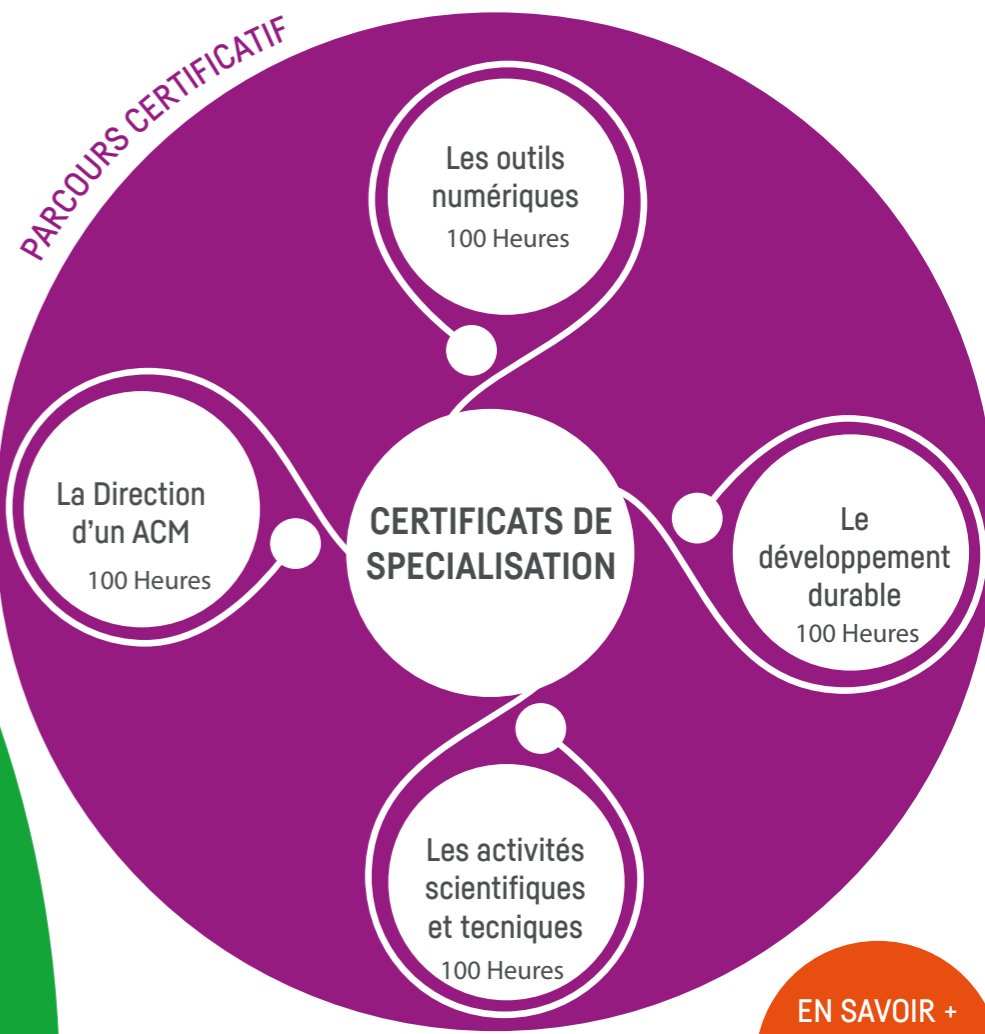 PARCOURS CERTIFICATIF
Les outils
numériques
100 Heures
La Direction
d'un ACM
100 Heures
CERTIFICATS DE
SPECIALISATION
Le
développement
durable
100 Heures
Les activités
scientifiques
et tecniques
100 Heures
EN SAVOIR +